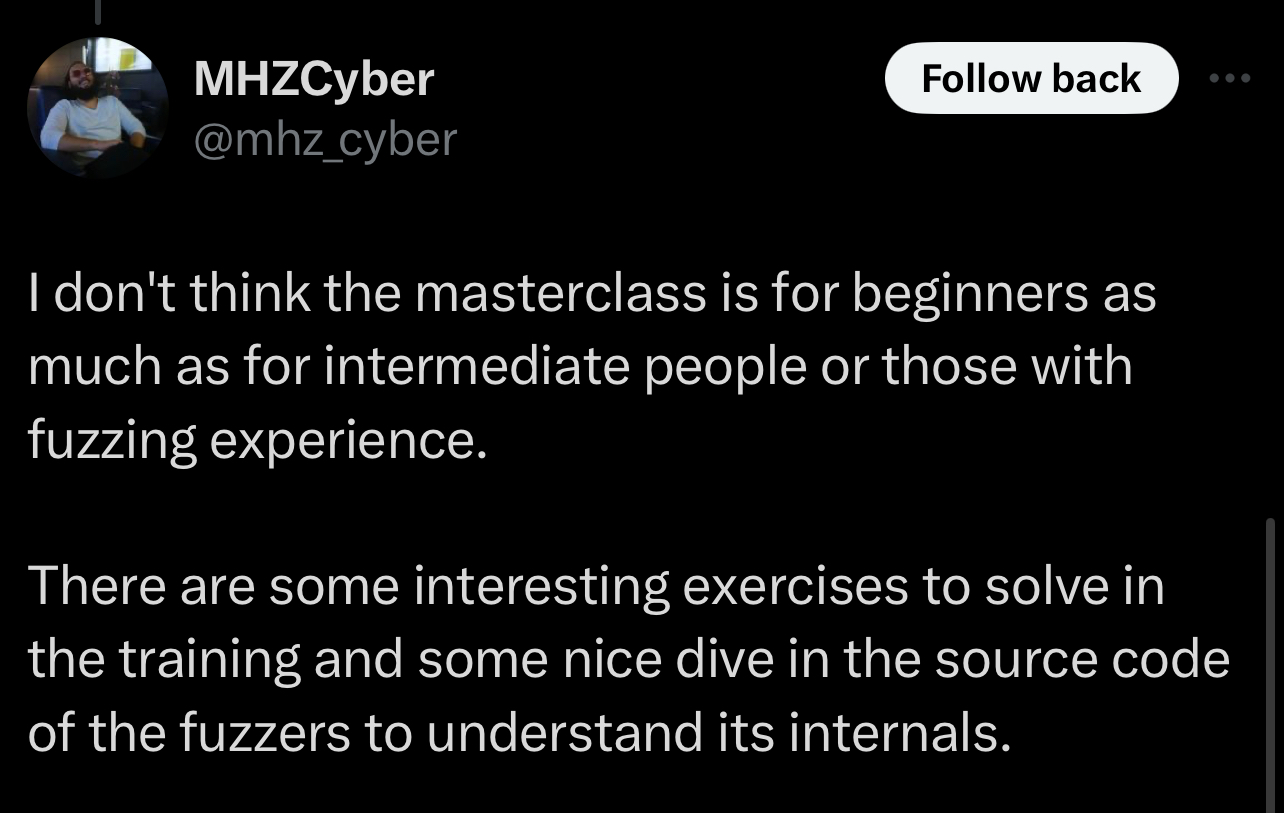 MHZCyber
@mhz_cyber
Follow back
I don't think the masterclass is for beginners as
much as for intermediate people or those with
fuzzing experience.
There are some interesting exercises to solve in
the training and some nice dive in the source code
of the fuzzers to understand its internals.